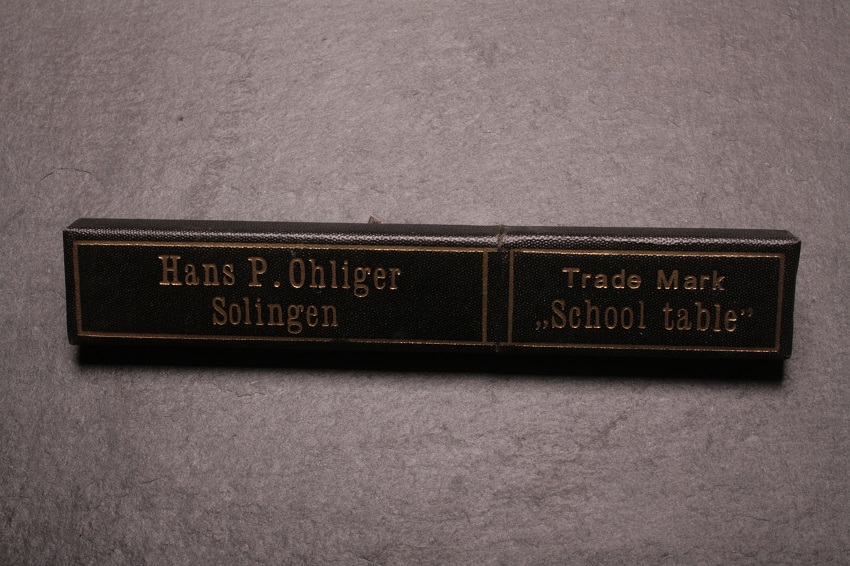 Hans P. Ohliger
Solingen
Trade Mark
„School table“